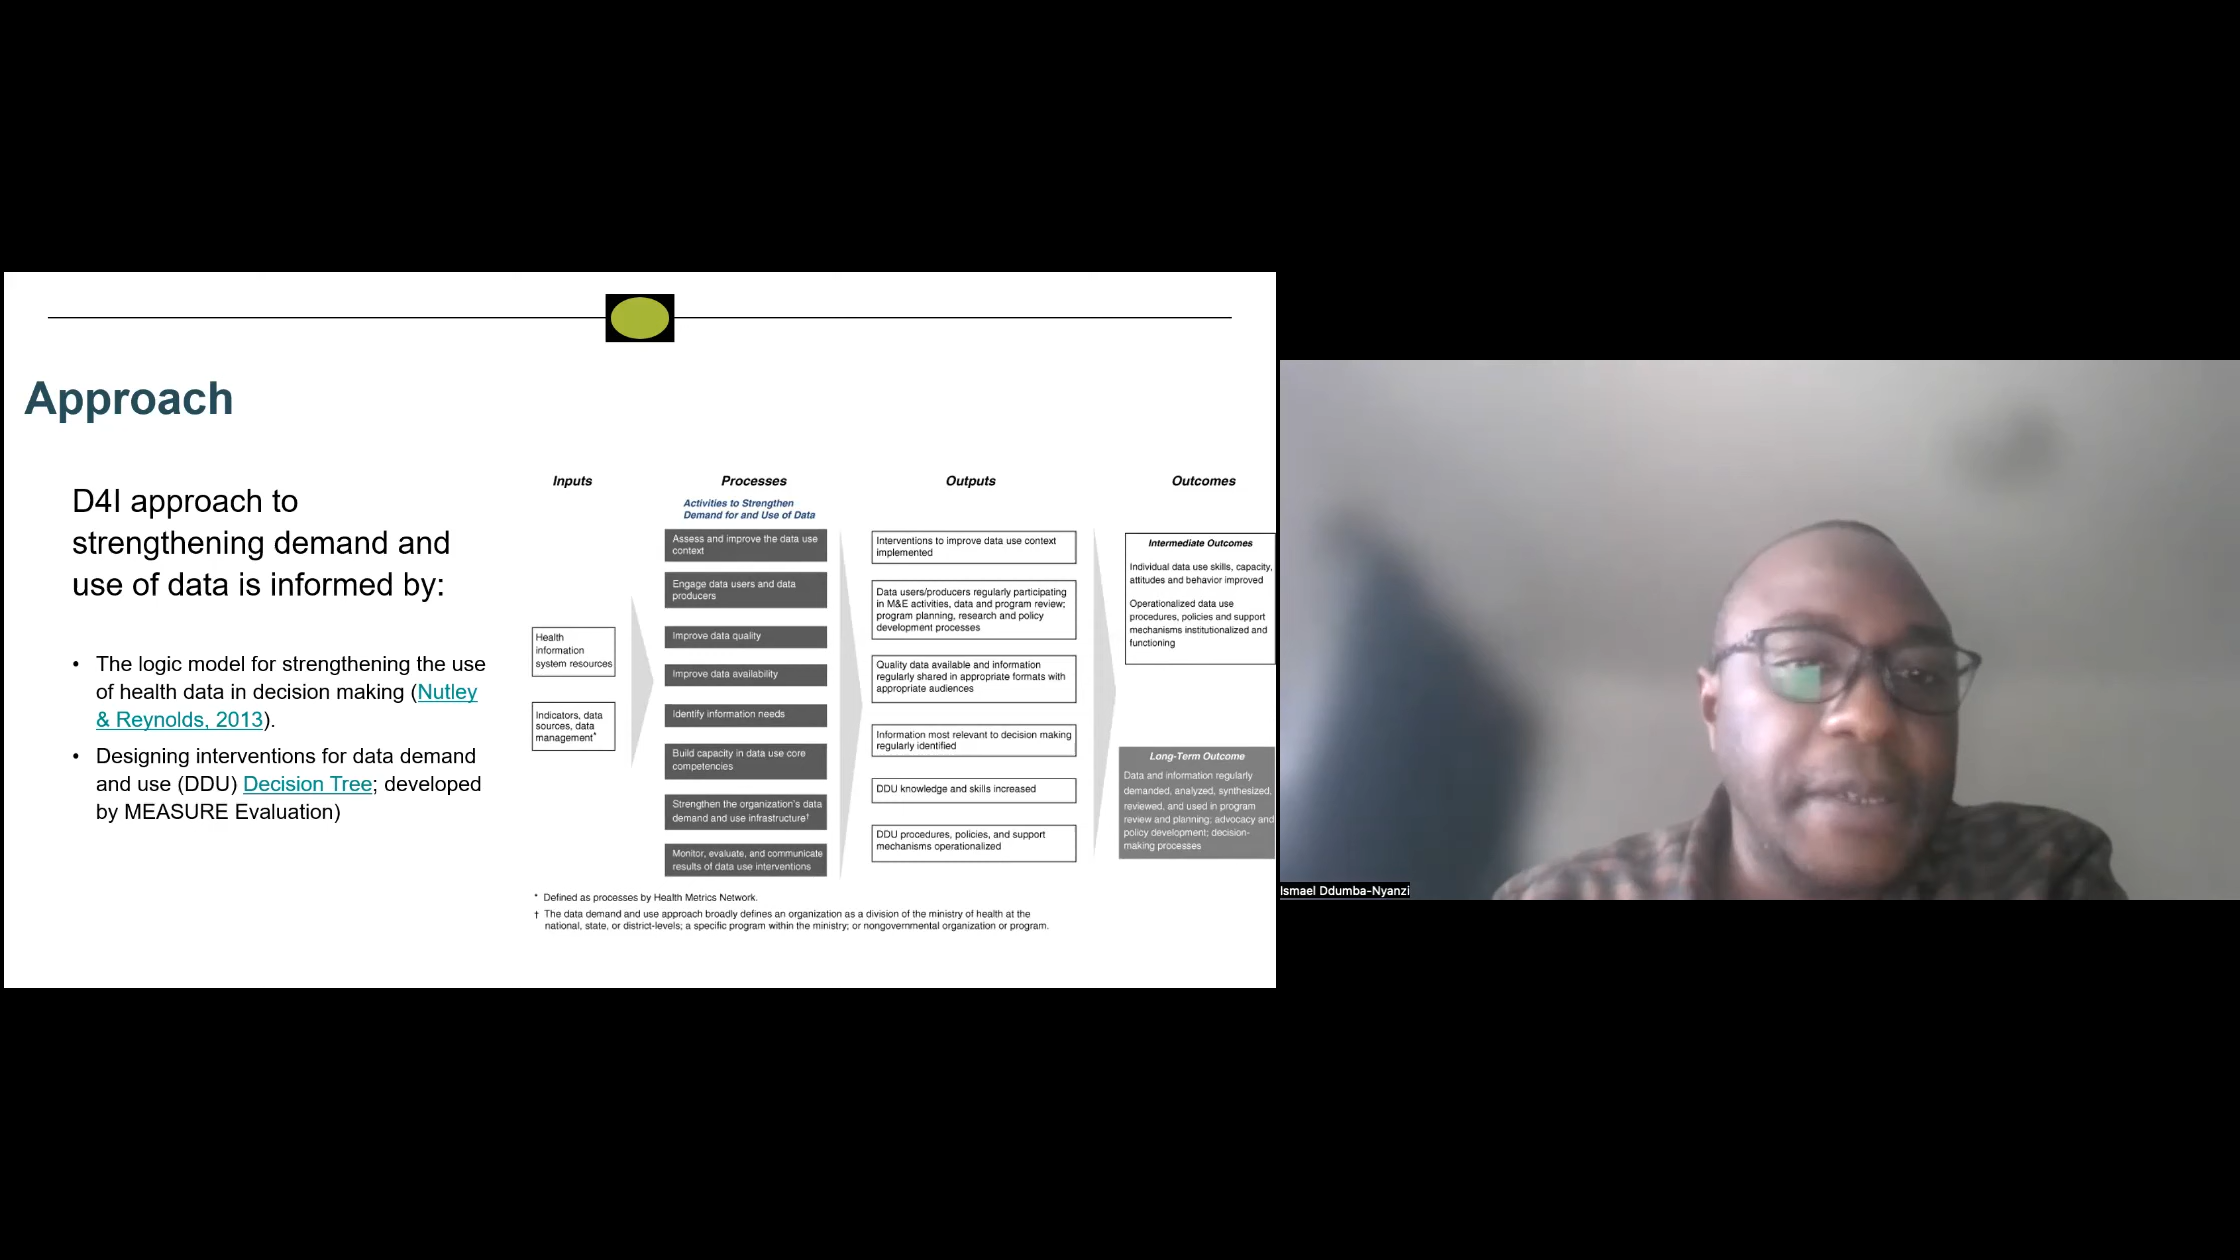 Approach
D4I approach to
strengthening demand and
use of data is informed by:
• The logic model for strengthening the use
of health data in decision making (Nutley
& Reynolds, 2013).
• Designing interventions for data demand
and use (DDU) Decision Tree; developed
by MEASURE Evaluation)
Inputs
Health
information
system resources
Indicators, data
sources, data
management*
Processes
Activities to Strengthen
Demand for and Use of Data
Assess and improve the data use
context
Engage data users and data
producers
Improve data quality
Improve data availability
Identify information needs
Build capacity in data use core
competencies
Strengthen the organization's data
demand and use infrastructure†
Monitor, evaluate, and communicate
results of data use interventions
Outputs
Interventions to improve data use context
implemented
Data users/producers regularly participating
in M&E activities, data and program review;
program planning, research and policy
development processes
Quality data available and information
regularly shared in appropriate formats with
appropriate audiences
Information most relevant to decision making
regularly identified
DDU knowledge and skills increased
DDU procedures, policies, and support
mechanisms operationalized
Outcomes
Intermediate Outcomes
Individual data use skills, capacity,
attitudes and behavior improved
Operationalized data use
procedures, policies and support
mechanisms institutionalized and
functioning
Long-Term Outcome
Data and information regularly
demanded, analyzed, synthesized,
reviewed, and used in program
review and planning; advocacy and
policy development; decision-
making processes
* Defined as processes by Health Metrics Network.
† The data demand and use approach broadly defines an organization as a division of the ministry of health at the
national, state, or district-levels; a specific program within the ministry; or nongovernmental organization or program.
Ismael Ddumba-Nyanzi